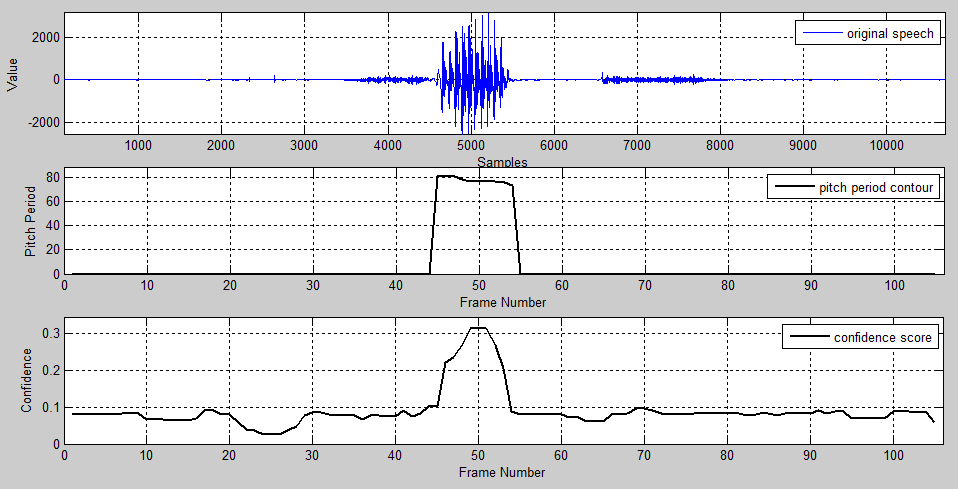 original speech
Value
2000
0
-2000
1000 2000 3000 4000 5000 6000 7000 8000 9000 10000
Samples
pitch period contour
Pitch Period
80
60
40
20
0
0 10 20 30 40 50 60 70 80 90 100
Frame Number
confidence score
Confidence
0.3
0.2
0.1
0
0 10 20 30 40 50 60 70 80 90 100
Frame Number